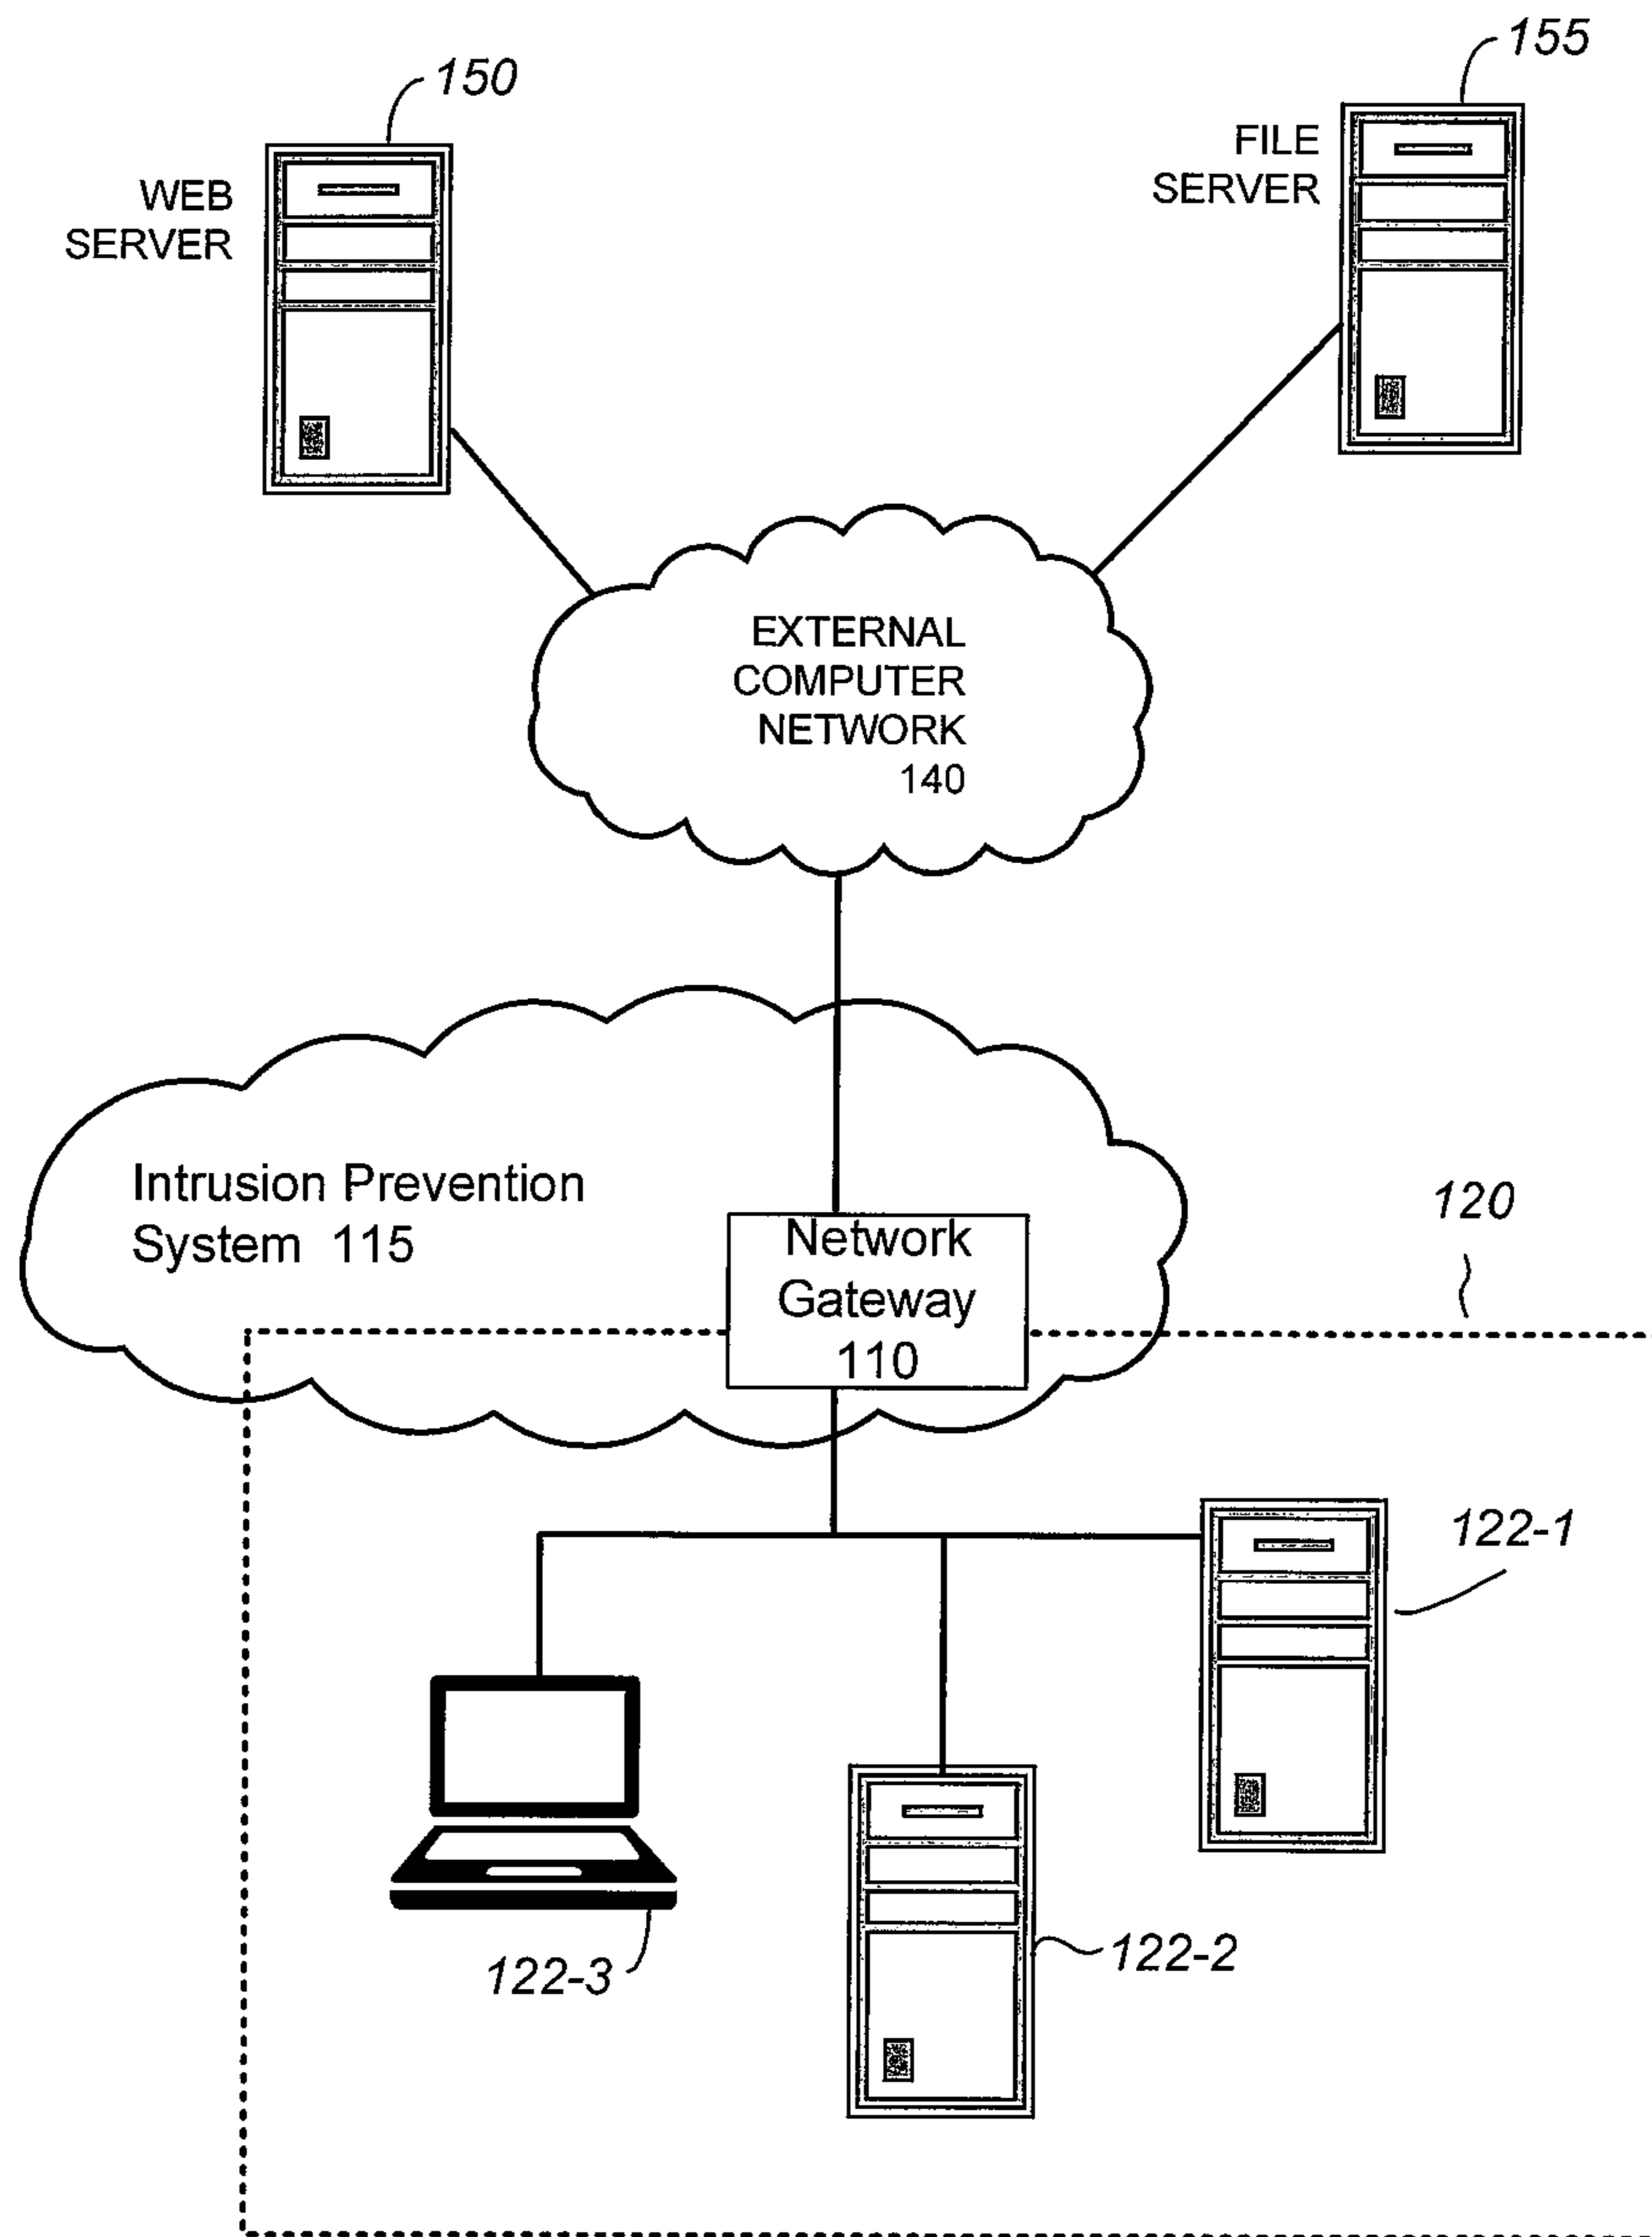 155
150
FILE
SERVER
WEB
SERVER
EXTERNAL
COMPUTER
NETWORK
140
Intrusion Prevention
System 115
120
Network
Gateway
110
122-1
122-2
122-3